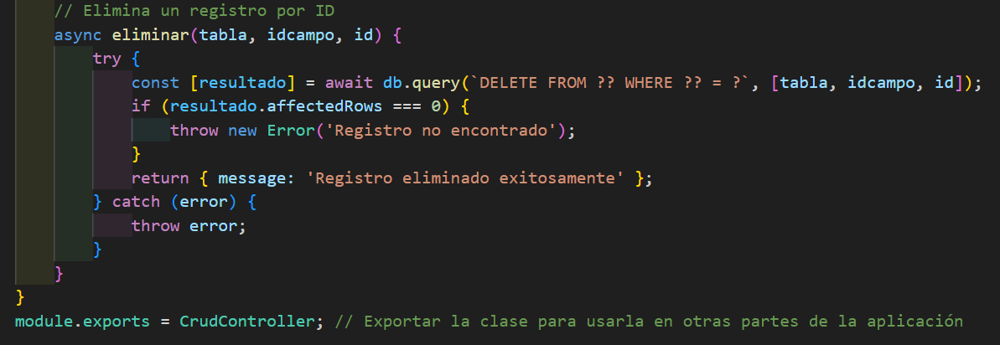 // Elimina un registro por ID
async eliminar(tabla, idcampo, id) {
try {
const [resultado] = await db.query(`DELETE FROM ?? WHERE ?? = ?`, [tabla, idcampo, id]);
if (resultado.affectedRows === 0) {
throw new Error('Registro no encontrado');
}
return { message: 'Registro eliminado exitosamente' };
} catch (error) {
throw error;
}
}
}
module.exports = CrudController; // Exportar la clase para usarla en otras partes de la aplicación